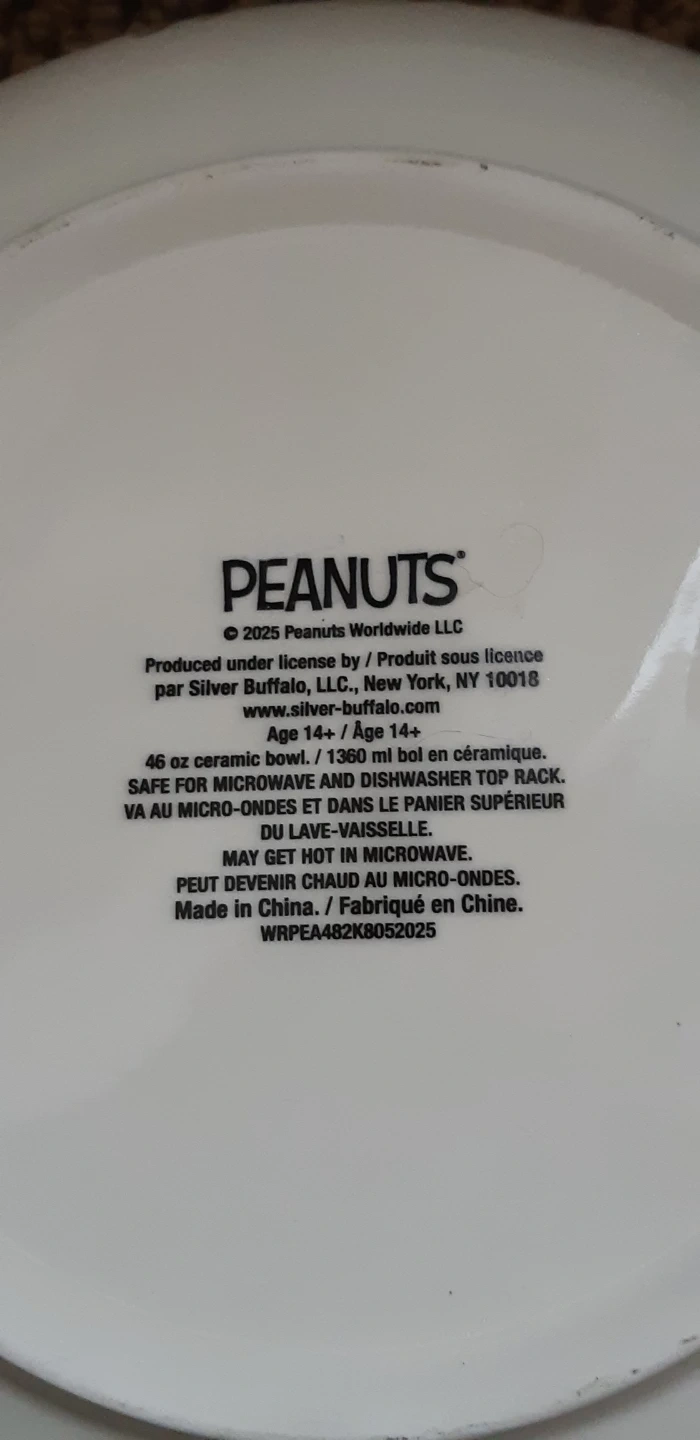 PEANUTS®
© 2025 Peanuts Worldwide LLC
Produced under license by / Produit sous licence
par Silver Buffalo, LLC., New York, NY 10018
www.silver-buffalo.com
Age 14+ / Âge 14+
46 oz ceramic bowl. / 1360 ml bol en céramique.
SAFE FOR MICROWAVE AND DISHWASHER TOP RACK.
VA AU MICRO-ONDES ET DANS LE PANIER SUPÉRIEUR
DU LAVE-VAISSELLE.
MAY GET HOT IN MICROWAVE.
PEUT DEVENIR CHAUD AU MICRO-ONDES.
Made in China. / Fabriqué en Chine.
WRPEA482K8052025